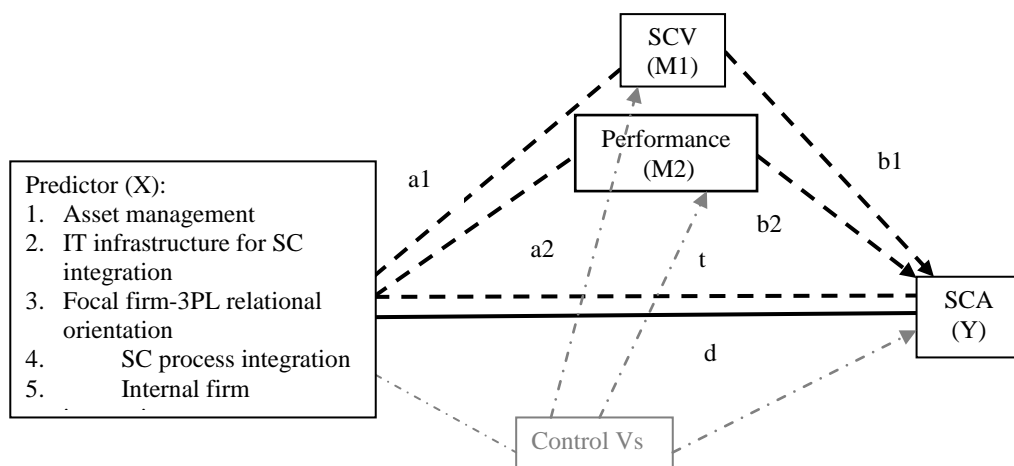 SCV
(M1)
Performance
(M2)
a1
b1
a2
t
b2
d
Predictor (X):
1. Asset management
2. IT infrastructure for SC
integration
3. Focal firm-3PL relational
orientation
4. SC process integration
5. Internal firm
SCA
(Y)
Control Vs